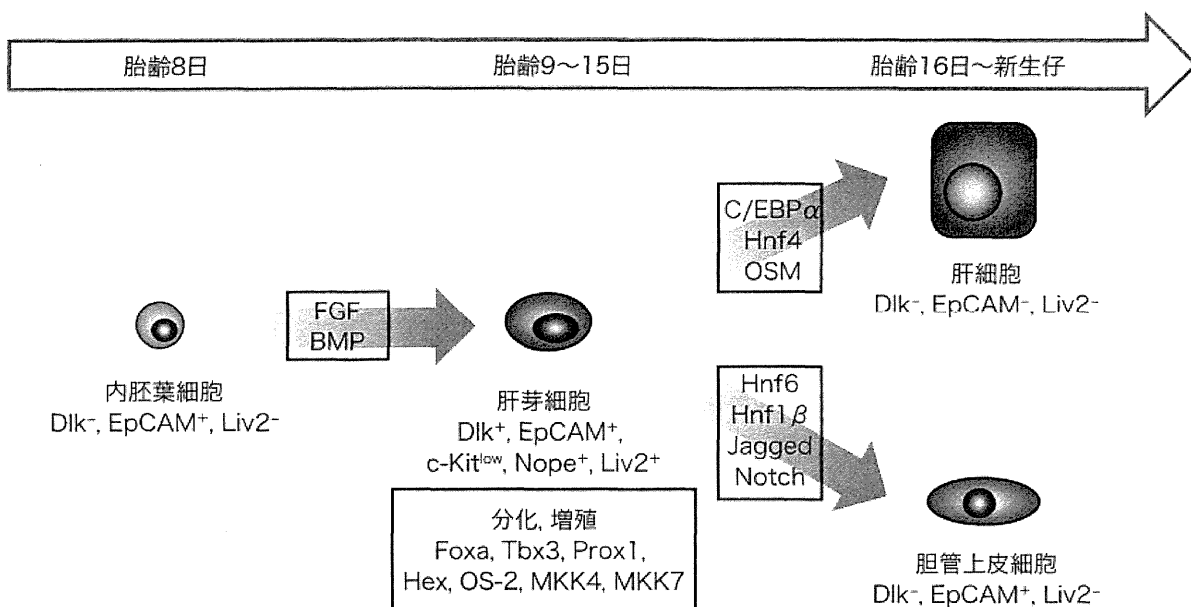 胎齢8日
胎齢9〜15日
胎齢16日〜新生仔
内胚葉細胞
Dlk⁻, EpCAM⁺, Liv2⁻
FGF
BMP
肝芽細胞
Dlk⁺, EpCAM⁺,
c-Kitˡᵒʷ, Nope⁺, Liv2⁺
分化, 増殖
Foxa, Tbx3, Prox1,
Hex, OS-2, MKK4, MKK7
C/EBPα
Hnf4
OSM
肝細胞
Dlk⁻, EpCAM⁻, Liv2⁻
Hnf6
Hnf1β
Jagged
Notch
胆管上皮細胞
Dlk⁻, EpCAM⁺, Liv2⁻